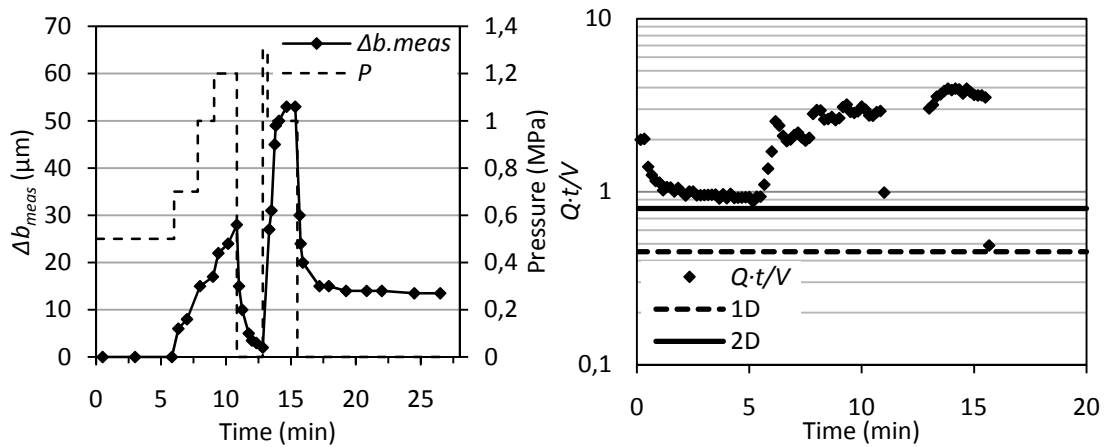 70
60
50
40
30
20
10
0
Δb_meas (μm)
0 5 10 15 20 25
Time (min)
Δb.meas
P
1,4
1,2
1
0,8
0,6
0,4
0,2
0
Pressure (MPa)
10
1
0,1
Q·t/V
Q·t/V
1D
2D
0 5 10 15 20
Time (min)